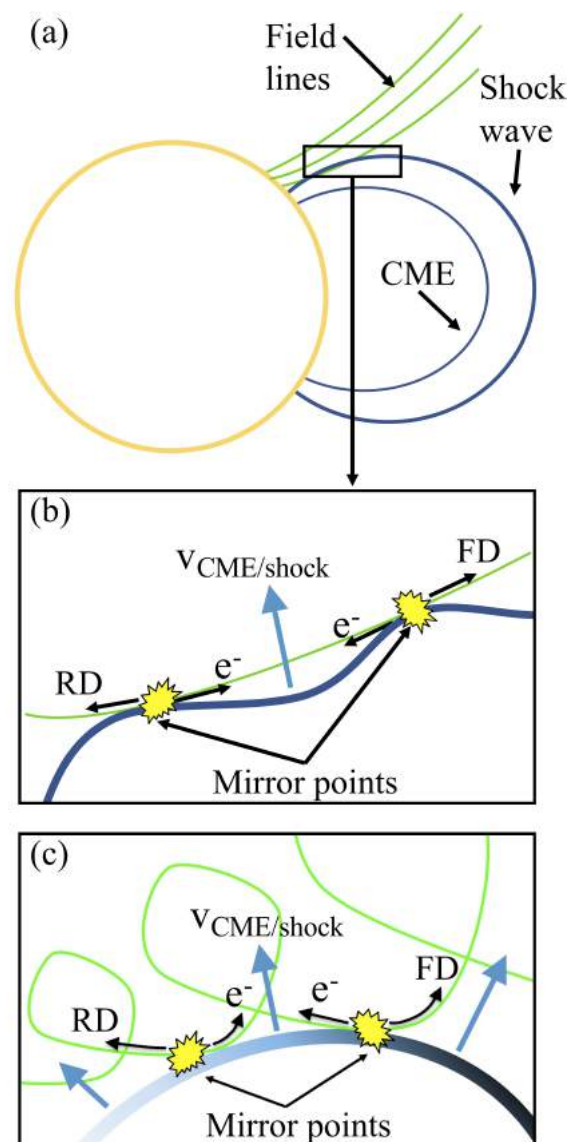 (a)
Field
lines
Shock
wave
CME
(b)
vCME/shock
FD
e-
RD
e-
Mirror points
(c)
vCME/shock
RD
e-
e-
FD
Mirror points